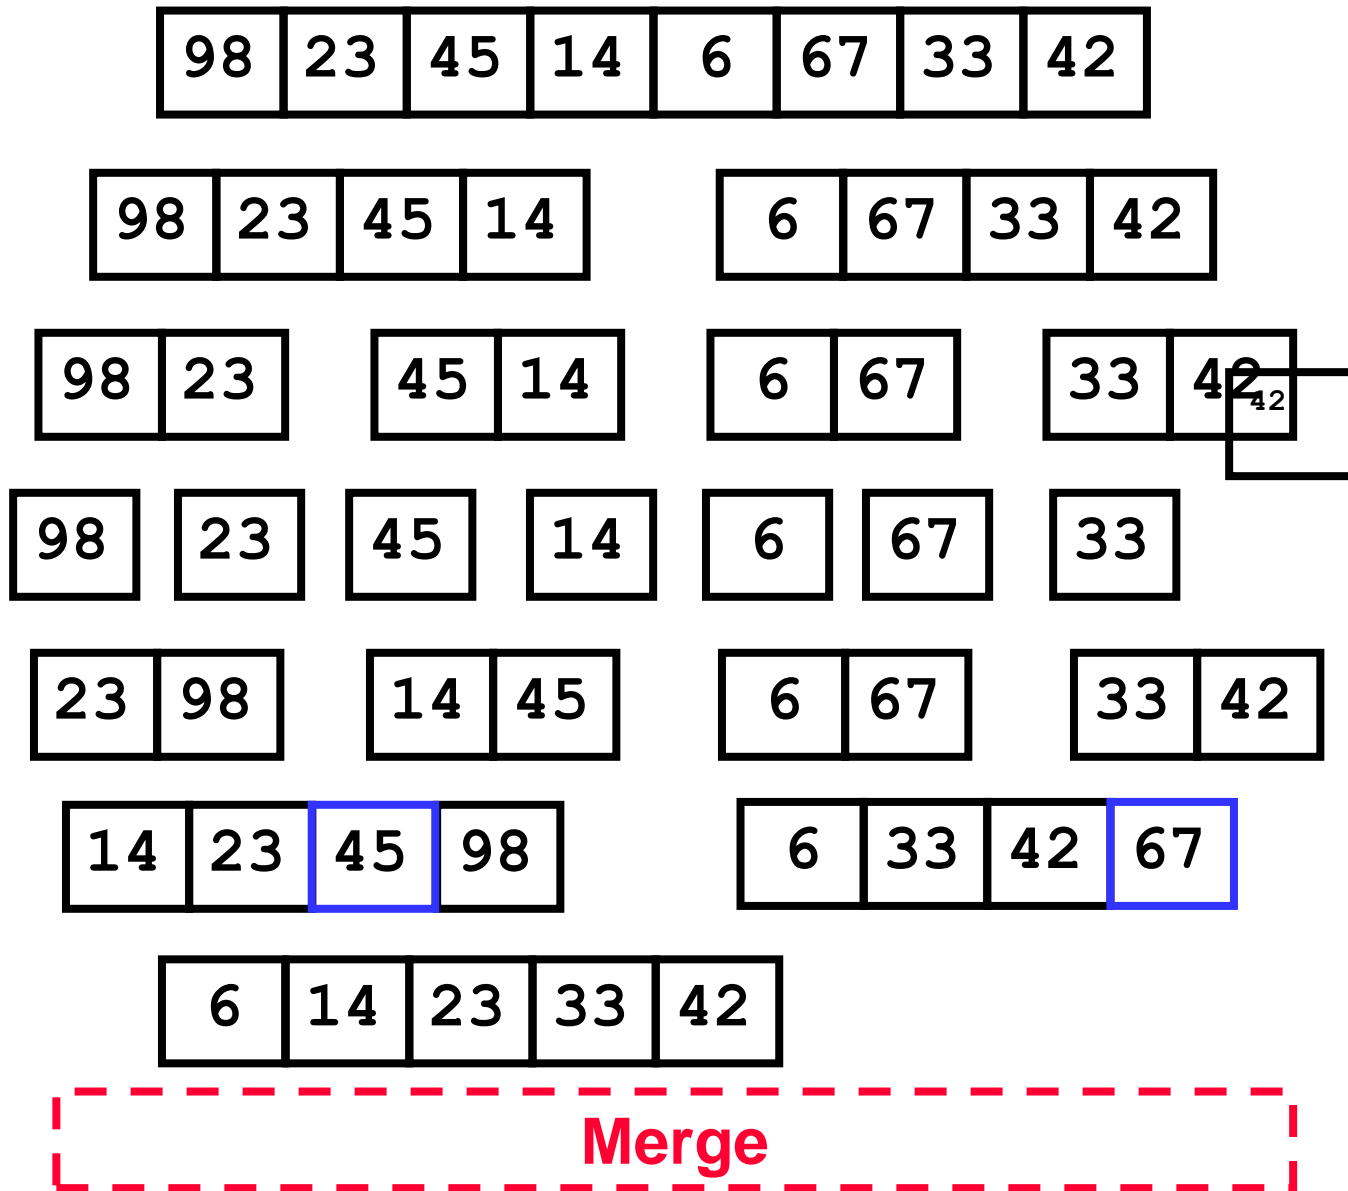 98 23 45 14 6 67 33 42
98 23 45 14 6 67 33 42
98 23 45 14 6 67 33 42
42
98 23 45 14 6 67 33
23 98 14 45 6 67 33 42
14 23 45 98 6 33 42 67
6 14 23 33 42
Merge